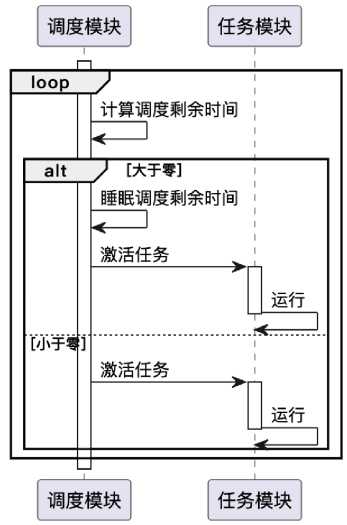 调度模块 任务模块
loop
计算调度剩余时间
alt [大于零]
睡眠调度剩余时间
激活任务
运行
[小于零]
激活任务
运行
调度模块 任务模块